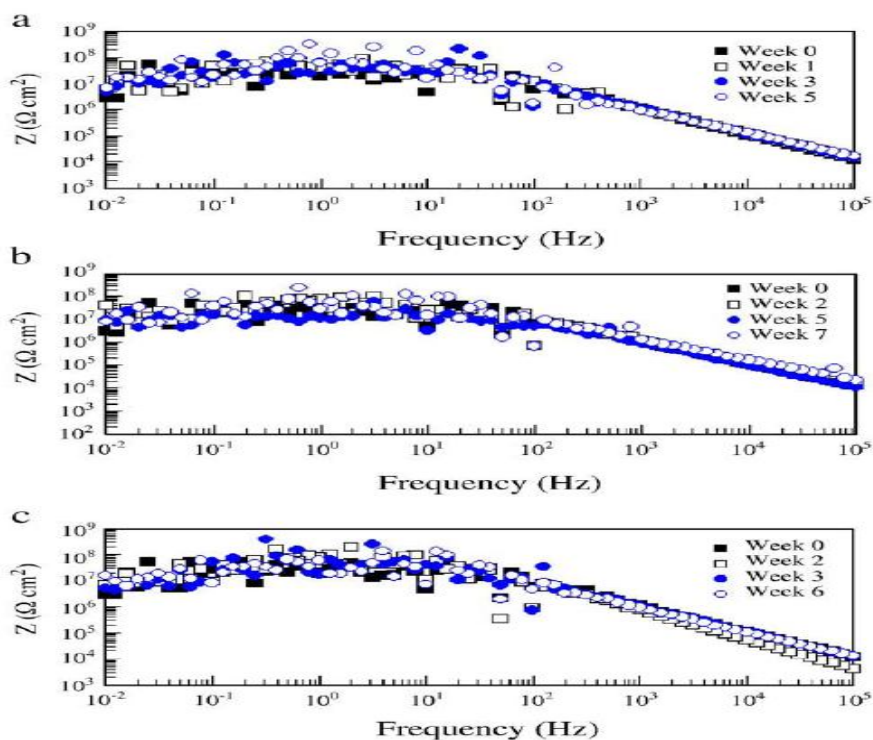 a
10⁹
10⁸
10⁷
10⁶
10⁵
10⁴
10³
Z (Ω cm²)
Week 0
Week 1
Week 3
Week 5
10⁻² 10⁻¹ 10⁰ 10¹ 10² 10³ 10⁴ 10⁵
Frequency (Hz)
b
10⁹
10⁸
10⁷
10⁶
10⁵
10⁴
10³
10²
Z (Ω cm²)
Week 0
Week 2
Week 5
Week 7
10⁻² 10⁻¹ 10⁰ 10¹ 10² 10³ 10⁴ 10⁵
Frequency (Hz)
c
10⁹
10⁸
10⁷
10⁶
10⁵
10⁴
10³
Z (Ω cm²)
Week 0
Week 2
Week 3
Week 6
10⁻² 10⁻¹ 10⁰ 10¹ 10² 10³ 10⁴ 10⁵
Frequency (Hz)